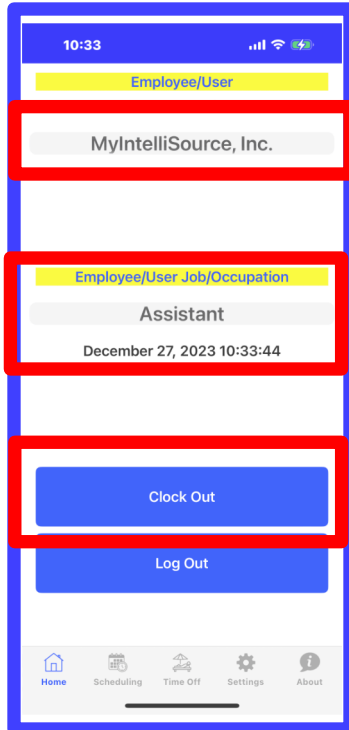 10:33
Employee/User
MyIntelliSource, Inc.
Employee/User Job/Occupation
Assistant
December 27, 2023 10:33:44
Clock Out
Log Out
Home Scheduling Time Off Settings About